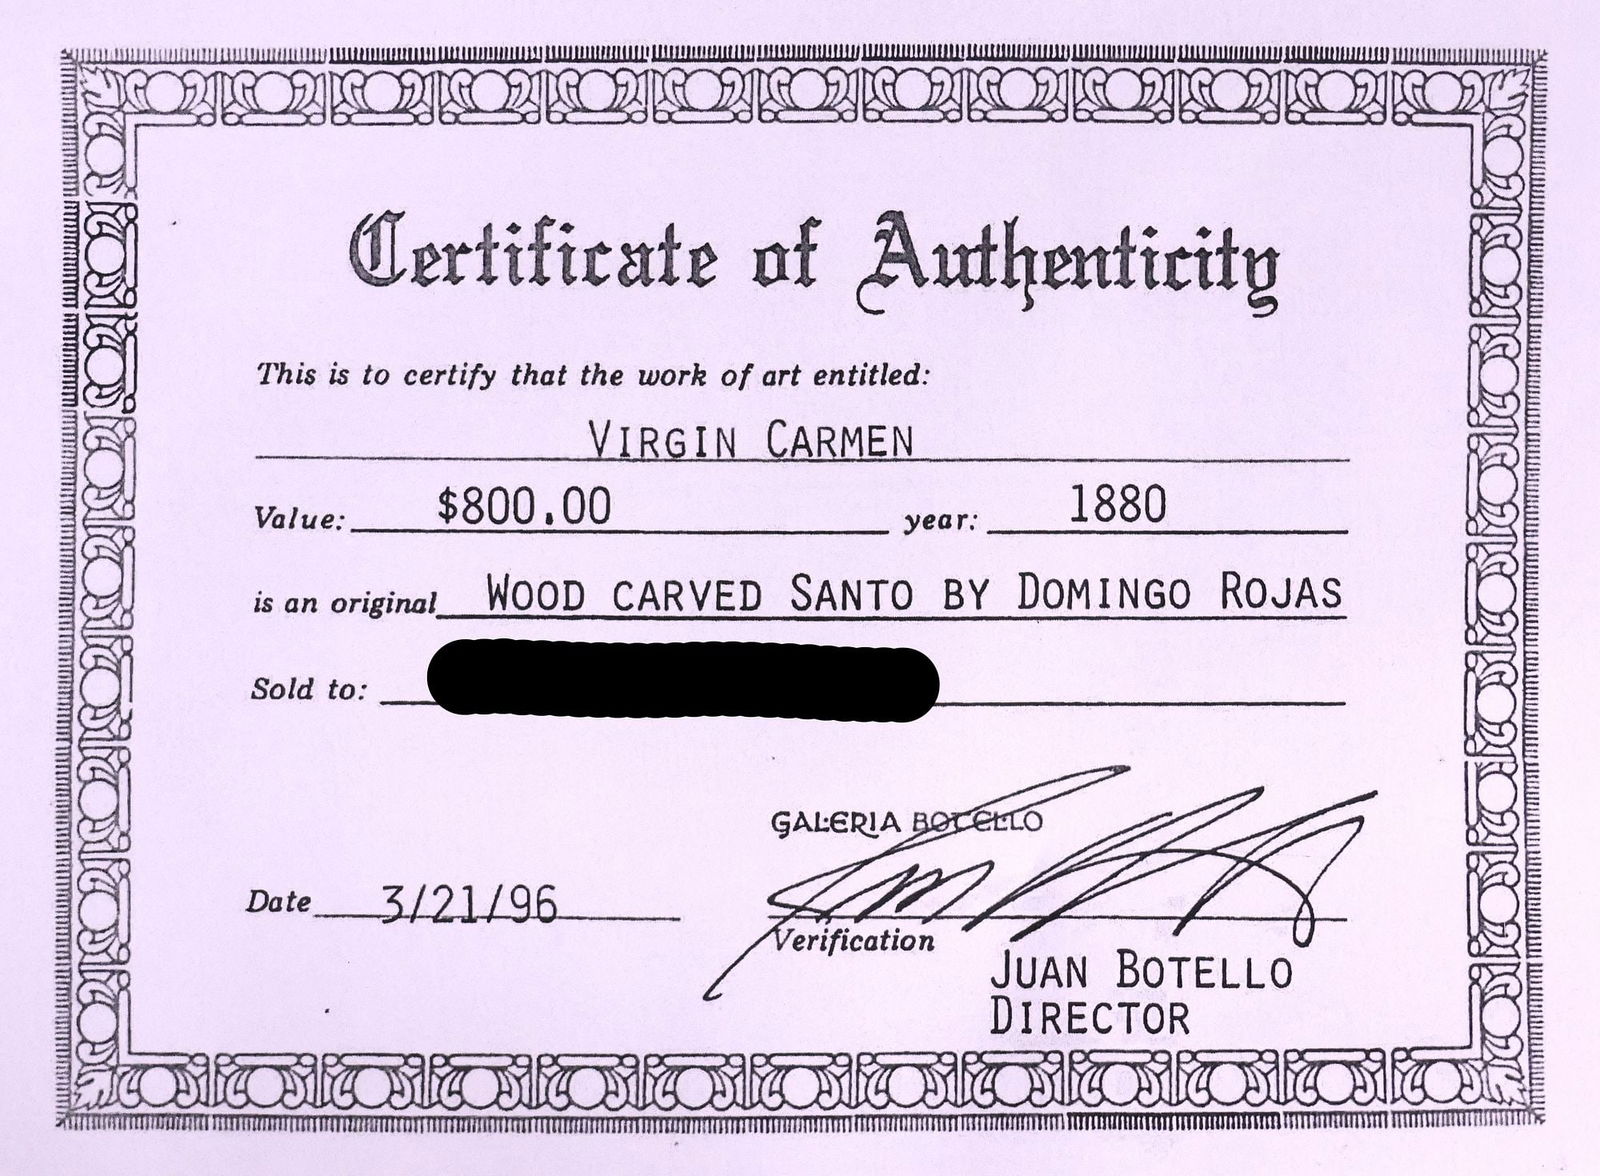 Certificate of Authenticity
This is to certify that the work of art entitled:
VIRGIN CARMEN
Value: $800.00 year: 1880
is an original WOOD CARVED SANTO BY DOMINGO ROJAS
Sold to:
GALERIA BOTELLO
Date 3/21/96
Verification
JUAN BOTELLO
DIRECTOR